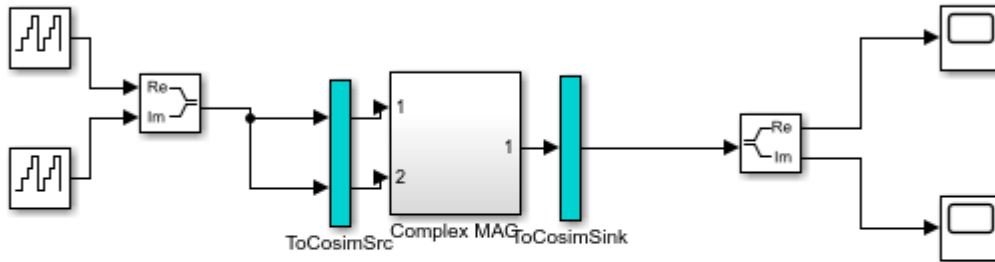 Re
Im
1
2
1
Re
Im
ToCosimSrc
Complex MAG
ToCosimSink